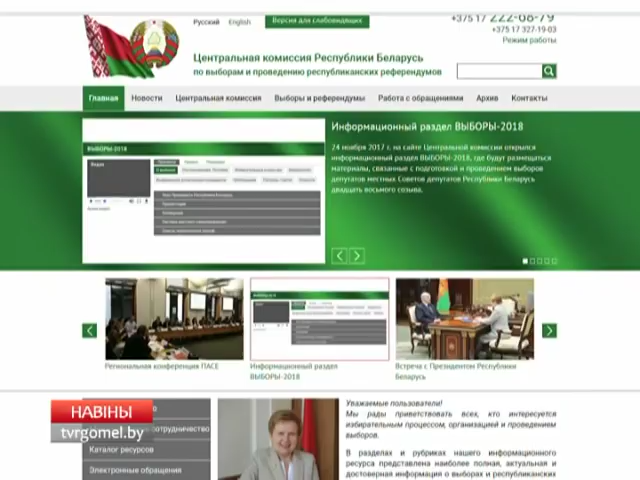 Русский English Версия для слабовидящих
+375 17 222-68-79
+375 17 327-19-03
Режим работы
Центральная комиссия Республики Беларусь
по выборам и проведению республиканских референдумов
Главная Новости Центральная комиссия Выборы и референдумы Работа с обращениями Архив Контакты
ВЫБОРЫ-2018
Информационный раздел ВЫБОРЫ-2018
24 ноября 2017 г. на сайте Центральной комиссии открылся
информационный раздел ВЫБОРЫ-2018, где будут размещаться
материалы, связанные с подготовкой и проведением выборов
депутатов местных Советов депутатов Республики Беларусь
двадцать восьмого созыва.
Региональная конференция ПАСЕ
Информационный раздел
ВЫБОРЫ-2018
Встреча с Президентом Республики
Беларусь
НАВІНЫ
tvrgomel.by
сотрудничество
Каталог ресурсов
Электронные обращения
Уважаемые пользователи!
Мы рады приветствовать всех, кто интересуется
избирательным процессом, организацией и проведением
выборов.
В разделах и рубриках нашего информационного
ресурса представлена наиболее полная, актуальная и
достоверная информация о выборах и республиканских